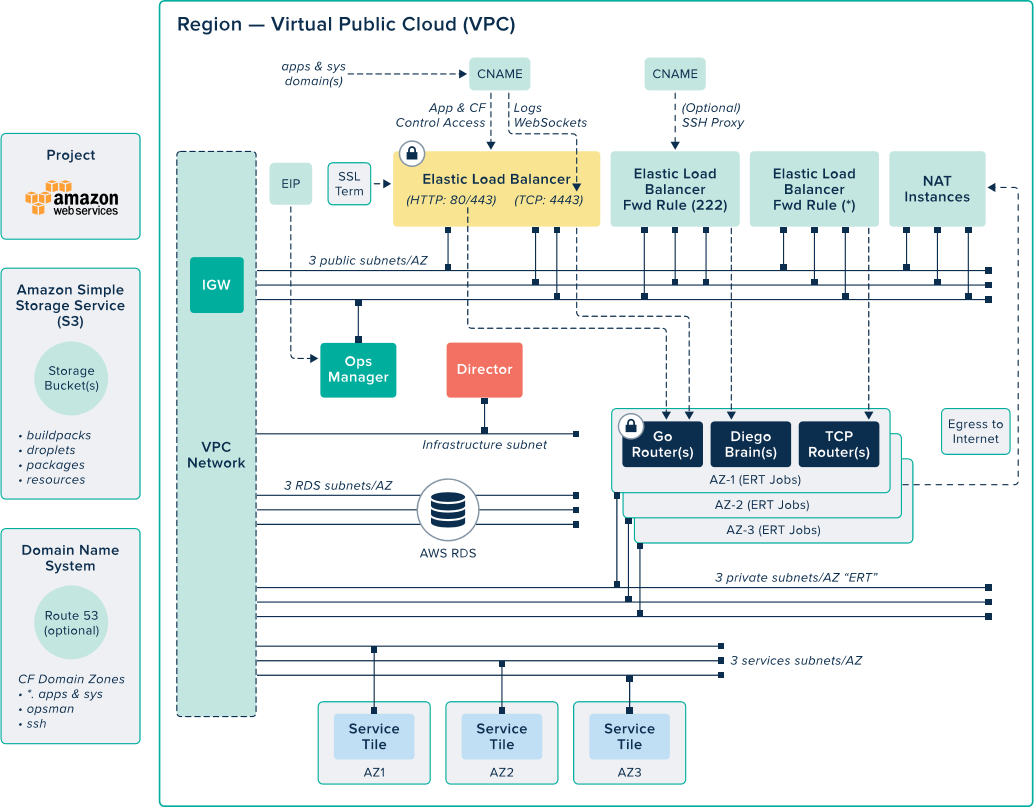 Region — Virtual Public Cloud (VPC)
Project
amazon
webservices
Amazon Simple
Storage Service
(S3)
Storage
Bucket(s)
• buildpacks
• droplets
• packages
• resources
Domain Name
System
Route 53
(optional)
CF Domain Zones
• *. apps & sys
• opsman
• ssh
apps & sys
domain(s)
CNAME
CNAME
App & CF
Control Access
Logs
WebSockets
(Optional)
SSH Proxy
EIP
SSL
Term
Elastic Load Balancer
(HTTP: 80/443)
(TCP: 4443)
Elastic Load
Balancer
Fwd Rule (222)
Elastic Load
Balancer
Fwd Rule (*)
NAT
Instances
IGW
3 public subnets/AZ
Ops
Manager
Director
VPC
Network
Infrastructure subnet
Egress to
Internet
Go
Router(s)
Diego
Brain(s)
TCP
Router(s)
AZ-1 (ERT Jobs)
AZ-2 (ERT Jobs)
AZ-3 (ERT Jobs)
3 RDS subnets/AZ
AWS RDS
3 private subnets/AZ “ERT”
3 services subnets/AZ
Service
Tile
AZ1
Service
Tile
AZ2
Service
Tile
AZ3